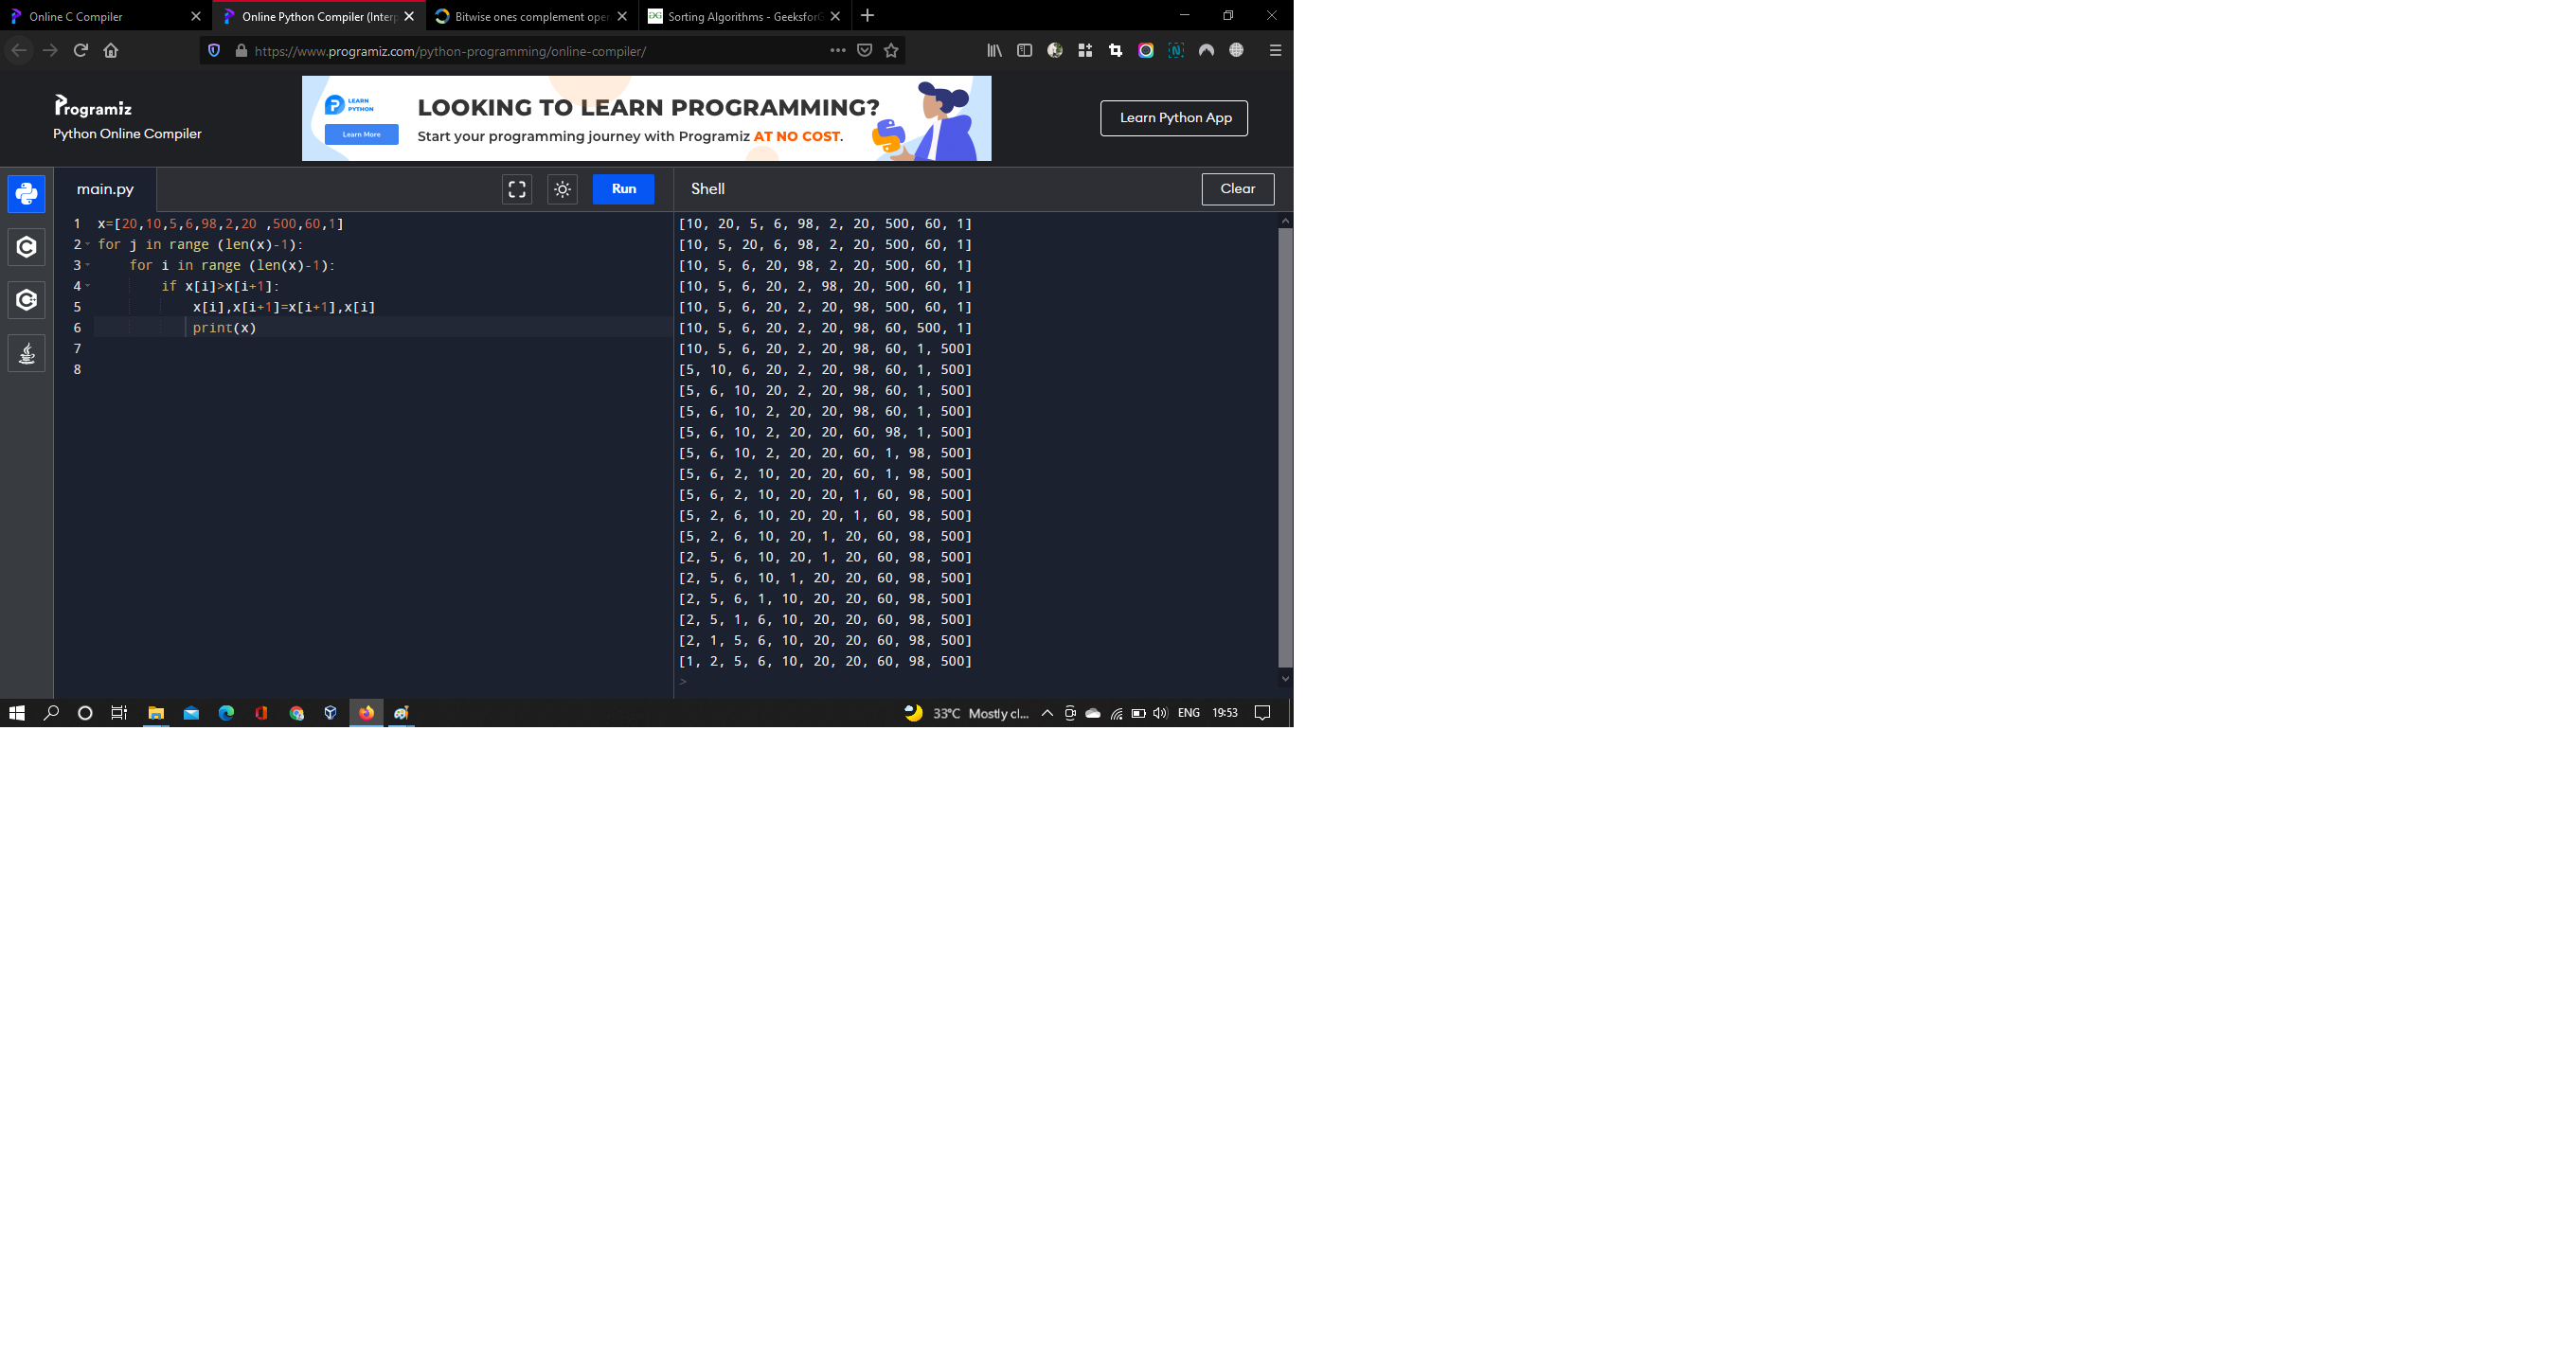 Online C Compiler
Online Python Compiler (Interp
Bitwise ones complement oper
Sorting Algorithms - GeeksforG
https://www.programiz.com/python-programming/online-compiler/
Programiz
Python Online Compiler
LEARN
PYTHON
Learn More
LOOKING TO LEARN PROGRAMMING?
Start your programming journey with Programiz AT NO COST.
Learn Python App
main.py
Run
Shell
Clear
1 x=[20,10,5,6,98,2,20 ,500,60,1]
2 for j in range (len(x)-1):
3 for i in range (len(x)-1):
4 if x[i]>x[i+1]:
5 x[i],x[i+1]=x[i+1],x[i]
6 print(x)
7
8
[10, 20, 5, 6, 98, 2, 20, 500, 60, 1]
[10, 5, 20, 6, 98, 2, 20, 500, 60, 1]
[10, 5, 6, 20, 98, 2, 20, 500, 60, 1]
[10, 5, 6, 20, 2, 98, 20, 500, 60, 1]
[10, 5, 6, 20, 2, 20, 98, 500, 60, 1]
[10, 5, 6, 20, 2, 20, 98, 60, 500, 1]
[10, 5, 6, 20, 2, 20, 98, 60, 1, 500]
[5, 10, 6, 20, 2, 20, 98, 60, 1, 500]
[5, 6, 10, 20, 2, 20, 98, 60, 1, 500]
[5, 6, 10, 2, 20, 20, 98, 60, 1, 500]
[5, 6, 10, 2, 20, 20, 60, 98, 1, 500]
[5, 6, 10, 2, 20, 20, 60, 1, 98, 500]
[5, 6, 2, 10, 20, 20, 60, 1, 98, 500]
[5, 6, 2, 10, 20, 20, 1, 60, 98, 500]
[5, 2, 6, 10, 20, 20, 1, 60, 98, 500]
[5, 2, 6, 10, 20, 1, 20, 60, 98, 500]
[2, 5, 6, 10, 20, 1, 20, 60, 98, 500]
[2, 5, 6, 10, 1, 20, 20, 60, 98, 500]
[2, 5, 6, 1, 10, 20, 20, 60, 98, 500]
[2, 5, 1, 6, 10, 20, 20, 60, 98, 500]
[2, 1, 5, 6, 10, 20, 20, 60, 98, 500]
[1, 2, 5, 6, 10, 20, 20, 60, 98, 500]
>
33°C Mostly cl... ENG 19:53